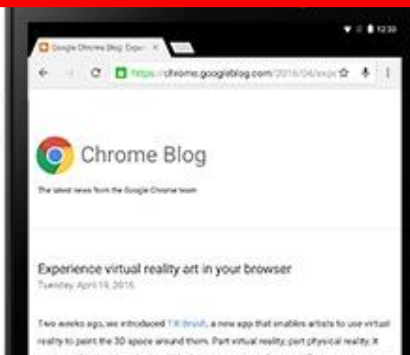 12:30
Google Chrome Blog: Exper
https://chrome.googleblog.com/2016/04/expe
Chrome Blog
The latest news from the Google Chrome team
Experience virtual reality art in your browser
Tuesday, April 19, 2016
Two weeks ago, we introduced Tilt Brush, a new app that enables artists to use virtual
reality to paint the 3D space around them. Part virtual reality, part physical reality, it